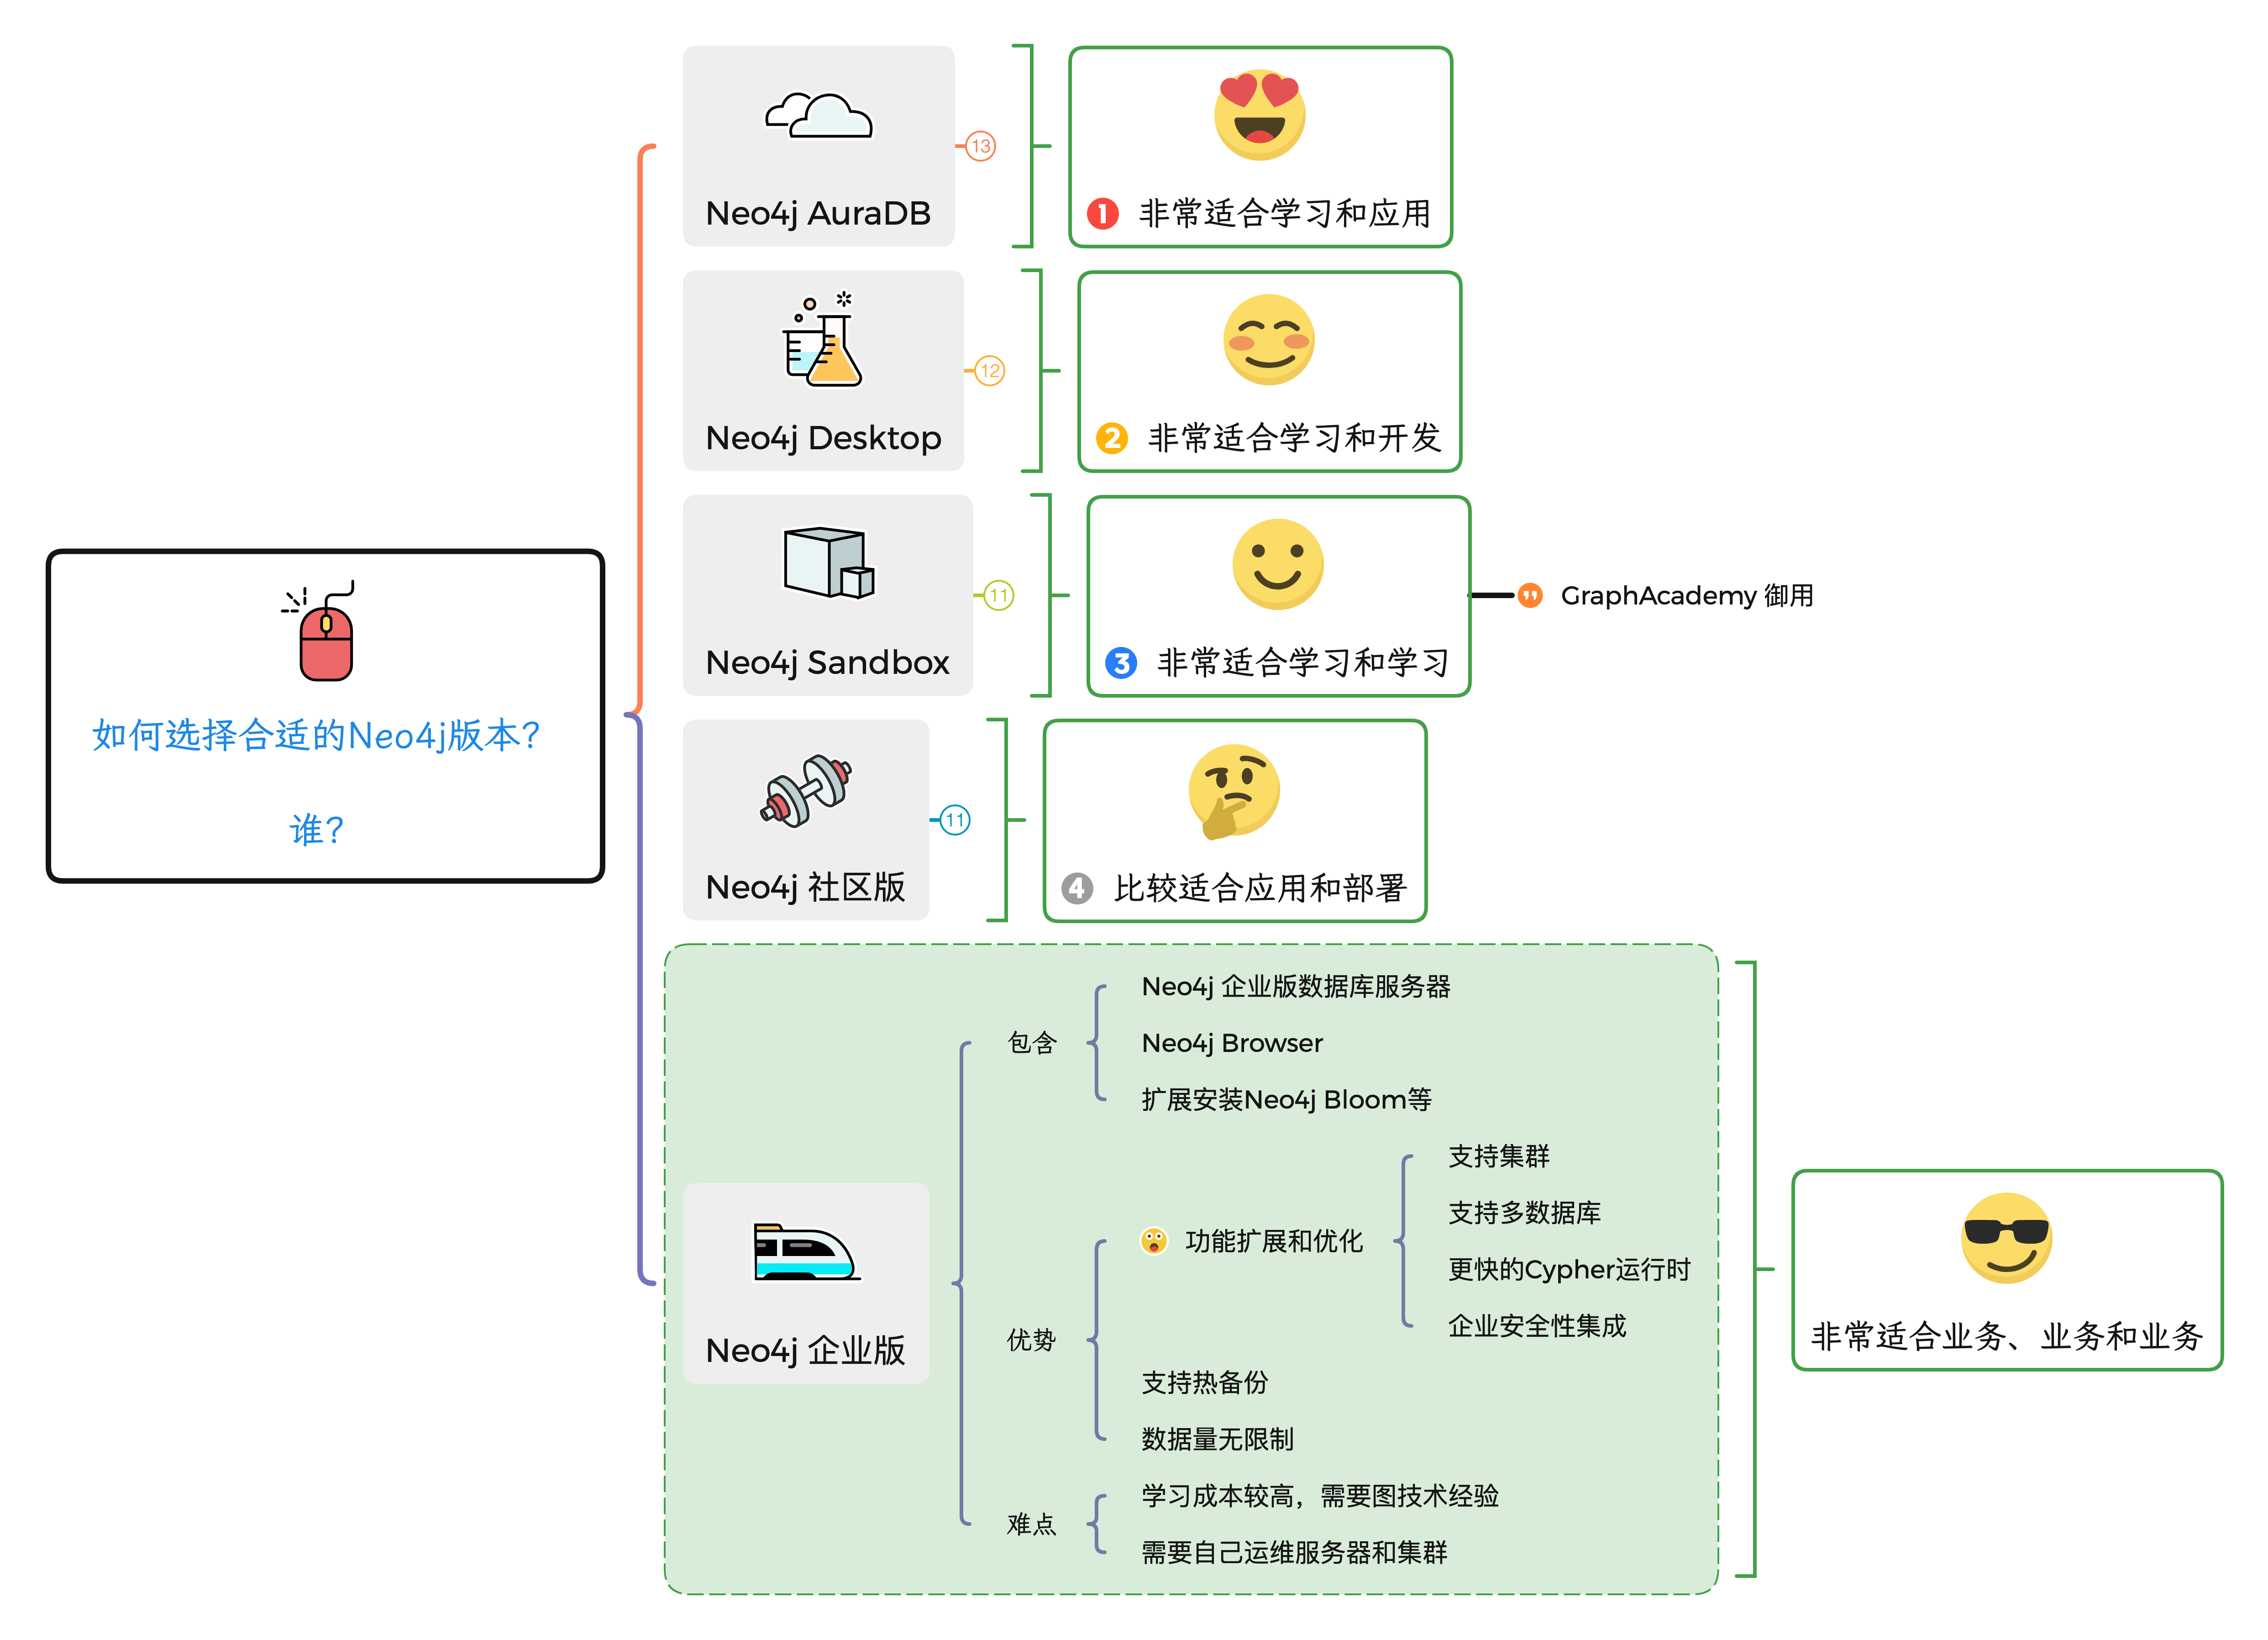 如何选择合适的Neo4j版本?
谁?
Neo4j AuraDB
13
1 非常适合学习和应用
Neo4j Desktop
12
2 非常适合学习和开发
Neo4j Sandbox
11
3 非常适合学习和学习
GraphAcademy 御用
Neo4j 社区版
11
4 比较适合应用和部署
Neo4j 企业版
包含
Neo4j 企业版数据库服务器
Neo4j Browser
扩展安装Neo4j Bloom等
优势
功能扩展和优化
支持集群
支持多数据库
更快的Cypher运行时
企业安全性集成
支持热备份
数据量无限制
难点
学习成本较高，需要图技术经验
需要自己运维服务器和集群
非常适合业务、业务和业务